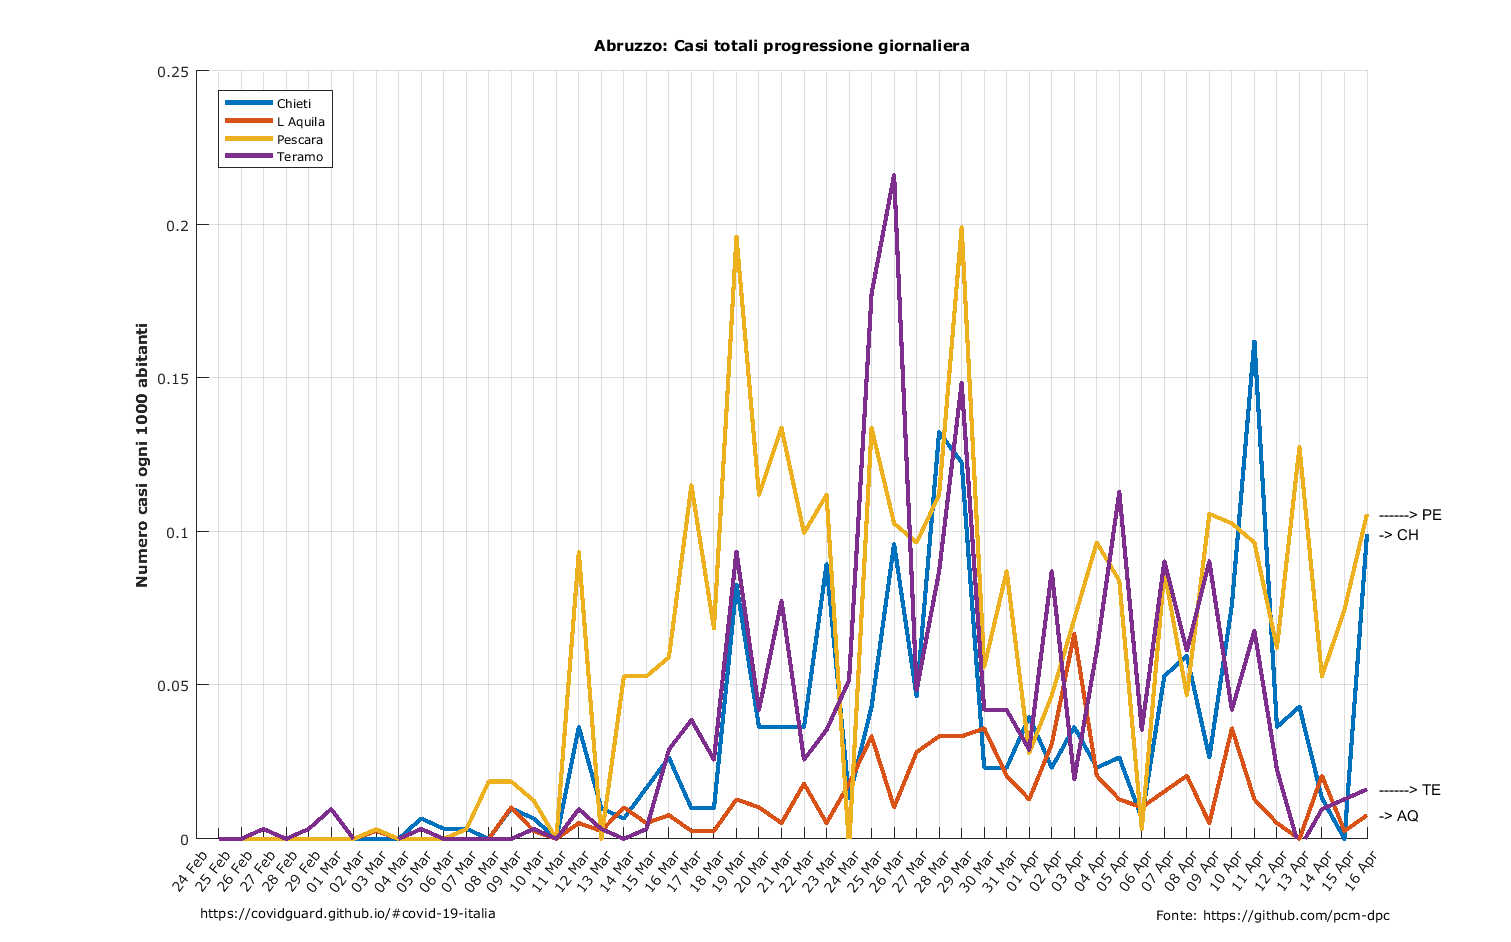 Abruzzo: Casi totali progressione giornaliera
0.25
0.2
0.15
0.1
0.05
0
Numero casi ogni 1000 abitanti
Chieti
L Aquila
Pescara
Teramo
------> PE
-> CH
------> TE
-> AQ
24 Feb
25 Feb
26 Feb
27 Feb
28 Feb
29 Feb
01 Mar
02 Mar
03 Mar
04 Mar
05 Mar
06 Mar
07 Mar
08 Mar
09 Mar
10 Mar
11 Mar
12 Mar
13 Mar
14 Mar
15 Mar
16 Mar
17 Mar
18 Mar
19 Mar
20 Mar
21 Mar
22 Mar
23 Mar
24 Mar
25 Mar
26 Mar
27 Mar
28 Mar
29 Mar
30 Mar
31 Mar
01 Apr
02 Apr
03 Apr
04 Apr
05 Apr
06 Apr
07 Apr
08 Apr
09 Apr
10 Apr
11 Apr
12 Apr
13 Apr
14 Apr
15 Apr
16 Apr
https://covidguard.github.io/#covid-19-italia
Fonte: https://github.com/pcm-dpc